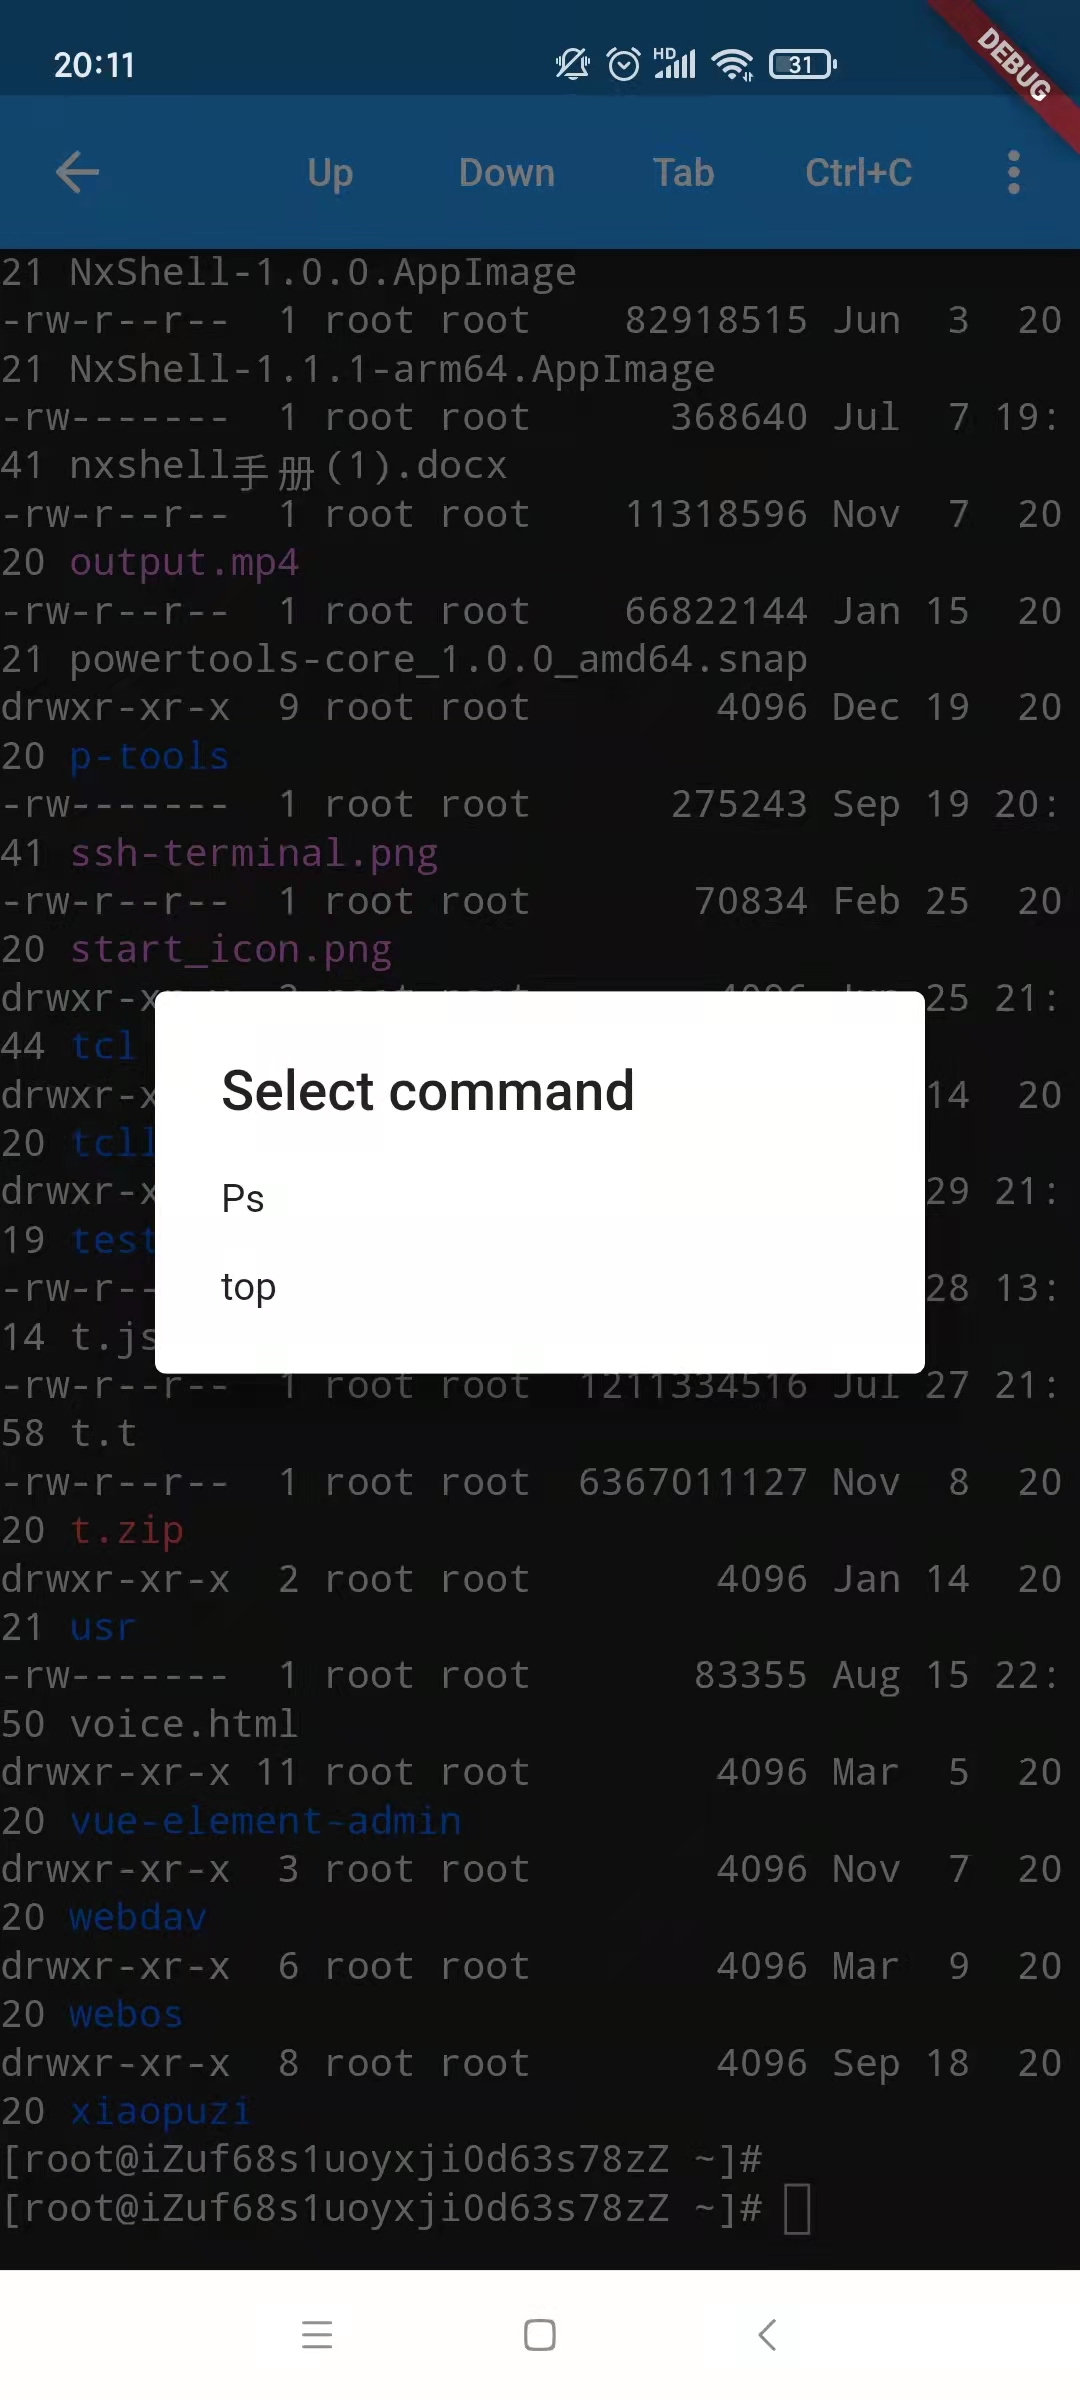 20:11
HD
31
DEBUG
Up Down Tab Ctrl+C
21 NxShell-1.0.0.AppImage
-rw-r--r-- 1 root root 82918515 Jun 3 20
21 NxShell-1.1.1-arm64.AppImage
-rw------- 1 root root 368640 Jul 7 19:
41 nxshell手册(1).docx
-rw-r--r-- 1 root root 11318596 Nov 7 20
20 output.mp4
-rw-r--r-- 1 root root 66822144 Jan 15 20
21 powertools-core_1.0.0_amd64.snap
drwxr-xr-x 9 root root 4096 Dec 19 20
20 p-tools
-rw------- 1 root root 275243 Sep 19 20:
41 ssh-terminal.png
-rw-r--r-- 1 root root 70834 Feb 25 20
20 start_icon.png
drwxr-x 25 21:
44 tcl
drwxr-x 14 20
20 tcll
drwxr-x 29 21:
19 test
-rw-r-- 28 13:
14 t.js
-rw-r--r-- 1 root root 1211334516 Jul 27 21:
58 t.t
-rw-r--r-- 1 root root 6367011127 Nov 8 20
20 t.zip
drwxr-xr-x 2 root root 4096 Jan 14 20
21 usr
-rw------- 1 root root 83355 Aug 15 22:
50 voice.html
drwxr-xr-x 11 root root 4096 Mar 5 20
20 vue-element-admin
drwxr-xr-x 3 root root 4096 Nov 7 20
20 webdav
drwxr-xr-x 6 root root 4096 Mar 9 20
20 webos
drwxr-xr-x 8 root root 4096 Sep 18 20
20 xiaopuzi
[root@iZuf68s1uoyxji0d63s78zZ ~]#
[root@iZuf68s1uoyxji0d63s78zZ ~]#
Select command
Ps
top